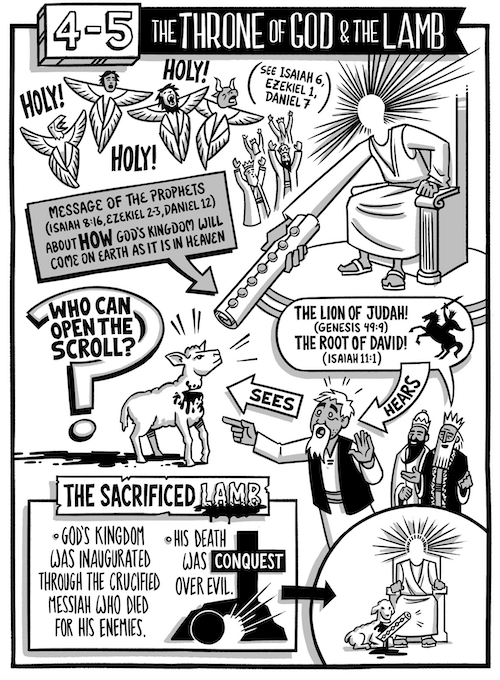 4-5
THE THRONE OF GOD & THE LAMB
HOLY!
HOLY!
HOLY!
(SEE ISAIAH 6,
EZEKIEL 1,
DANIEL 7)
MESSAGE OF THE PROPHETS
(ISAIAH 8:16, EZEKIEL 2-3, DANIEL 12)
ABOUT HOW GOD'S KINGDOM WILL
COME ON EARTH AS IT IS IN HEAVEN
WHO CAN
OPEN THE
SCROLL?
THE LION OF JUDAH!
(GENESIS 49:9)
THE ROOT OF DAVID!
(ISAIAH 11:1)
SEES
HEARS
THE SACRIFICED LAMB
• GOD'S KINGDOM
WAS INAUGURATED
THROUGH THE CRUCIFIED
MESSIAH WHO DIED
FOR HIS ENEMIES.
• HIS DEATH
WAS CONQUEST
OVER EVIL.